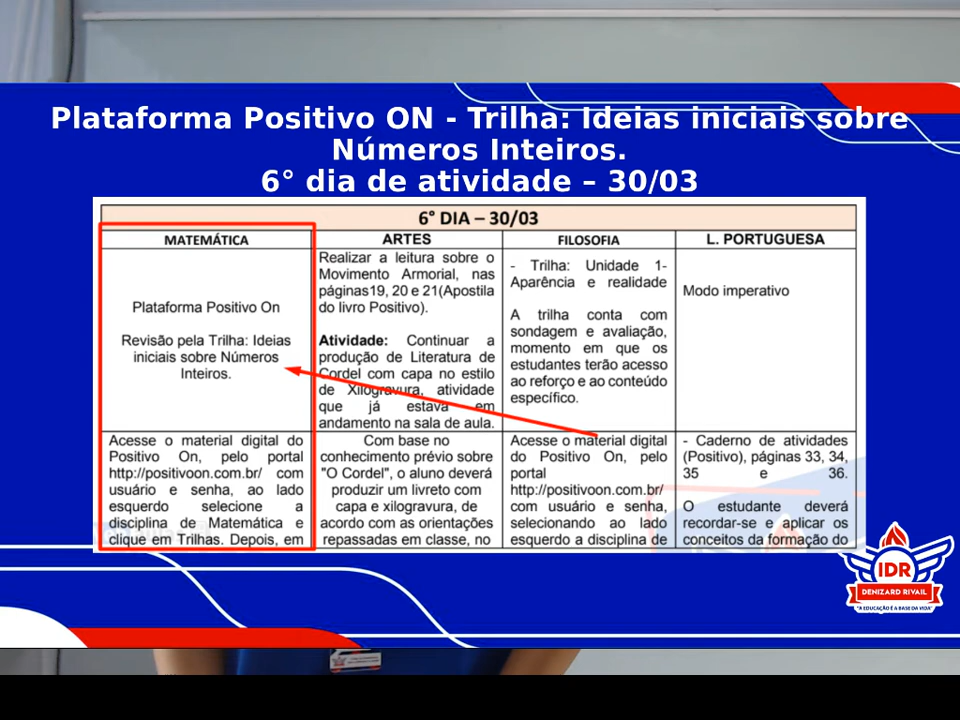 Plataforma Positivo ON - Trilha: Ideias iniciais sobre
Números Inteiros.
6° dia de atividade – 30/03
6° DIA – 30/03
MATEMÁTICA
Plataforma Positivo On
Revisão pela Trilha: Ideias
iniciais sobre Números
Inteiros.
Acesse o material digital do
Positivo On, pelo portal
http://positivoon.com.br/ com
usuário e senha, ao lado
esquerdo selecione a
disciplina de Matemática e
clique em Trilhas. Depois, em
ARTES
Realizar a leitura sobre o
Movimento Armorial, nas
páginas19, 20 e 21(Apostila
do livro Positivo).
Atividade: Continuar a
produção de Literatura de
Cordel com capa no estilo
de Xilogravura, atividade
que já estava em
andamento na sala de aula.
Com base no
conhecimento prévio sobre
"O Cordel", o aluno deverá
produzir um livreto com
capa e xilogravura, de
acordo com as orientações
repassadas em classe, no
FILOSOFIA
- Trilha: Unidade 1-
Aparência e realidade
A trilha conta com
sondagem e avaliação,
momento em que os
estudantes terão acesso
ao reforço e ao conteúdo
específico.
Acesse o material digital
do Positivo On, pelo
portal
http://positivoon.com.br/
com usuário e senha,
selecionando ao lado
esquerdo a disciplina de
L. PORTUGUESA
Modo imperativo
- Caderno de atividades
(Positivo), páginas 33, 34,
35 e 36.
O estudante deverá
recordar-se e aplicar os
conceitos da formação do
IDR
DENIZARD RIVAIL
"A EDUCAÇÃO É A BASE DA VIDA"